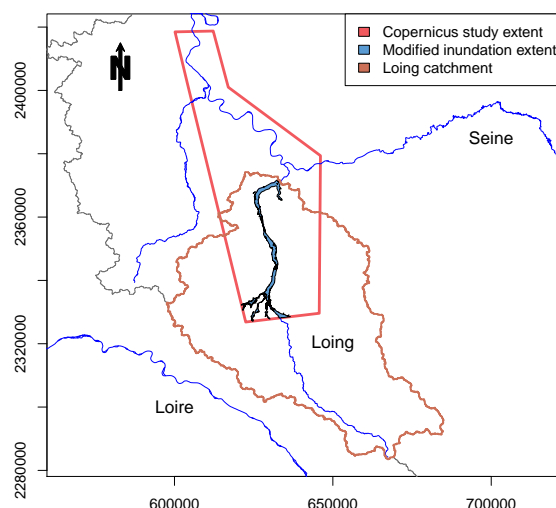 Copernicus study extent
Modified inundation extent
Loing catchment
N
Seine
Loing
Loire
2400000
2360000
2320000
2280000
600000
650000
700000